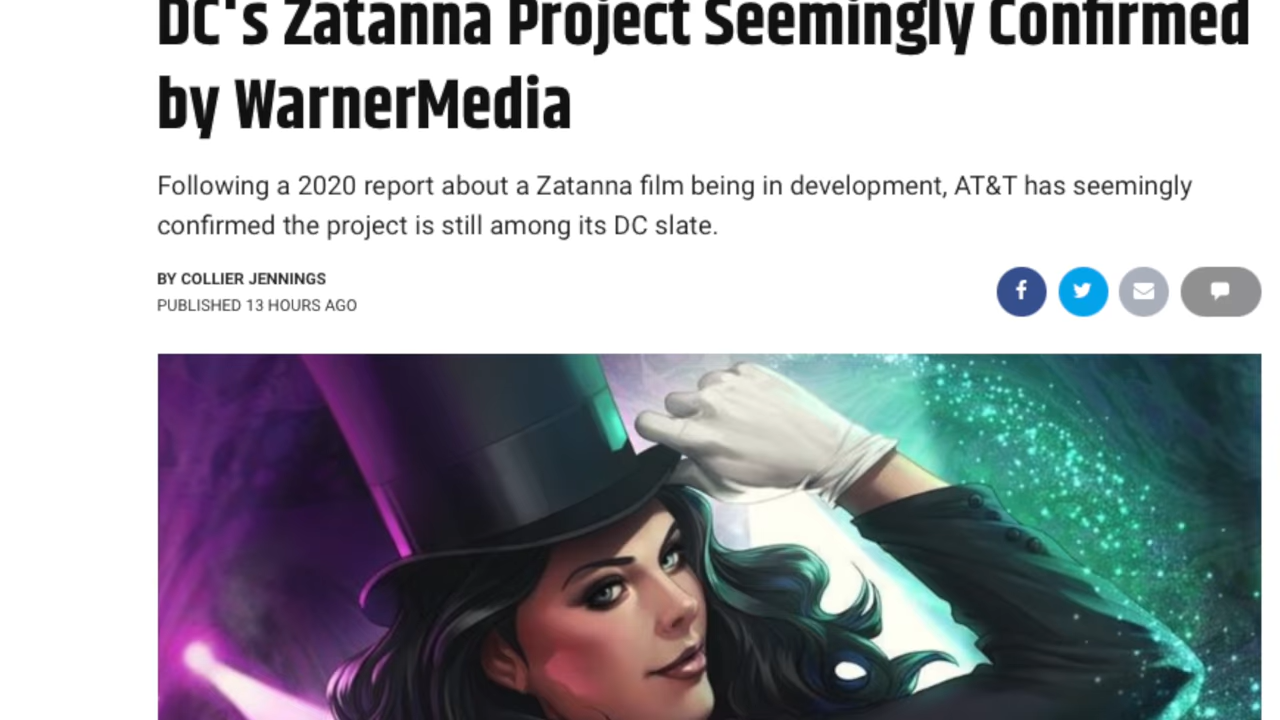 DC's Zatanna Project Seemingly Confirmed
by WarnerMedia
Following a 2020 report about a Zatanna film being in development, AT&T has seemingly
confirmed the project is still among its DC slate.
BY COLLIER JENNINGS
PUBLISHED 13 HOURS AGO